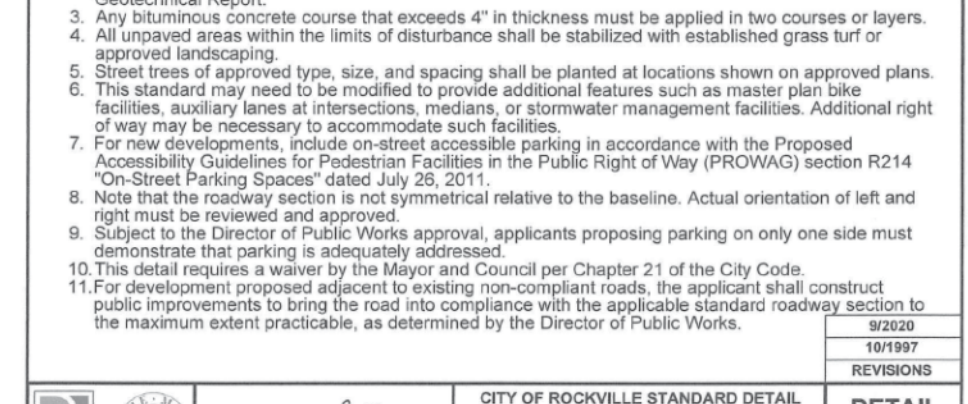 Geotechnical Report.
3. Any bituminous concrete course that exceeds 4" in thickness must be applied in two courses or layers.
4. All unpaved areas within the limits of disturbance shall be stabilized with established grass turf or
approved landscaping.
5. Street trees of approved type, size, and spacing shall be planted at locations shown on approved plans.
6. This standard may need to be modified to provide additional features such as master plan bike
facilities, auxiliary lanes at intersections, medians, or stormwater management facilities. Additional right
of way may be necessary to accommodate such facilities.
7. For new developments, include on-street accessible parking in accordance with the Proposed
Accessibility Guidelines for Pedestrian Facilities in the Public Right of Way (PROWAG) section R214
"On-Street Parking Spaces" dated July 26, 2011.
8. Note that the roadway section is not symmetrical relative to the baseline. Actual orientation of left and
right must be reviewed and approved.
9. Subject to the Director of Public Works approval, applicants proposing parking on only one side must
demonstrate that parking is adequately addressed.
10. This detail requires a waiver by the Mayor and Council per Chapter 21 of the City Code.
11. For development proposed adjacent to existing non-compliant roads, the applicant shall construct
public improvements to bring the road into compliance with the applicable standard roadway section to
the maximum extent practicable, as determined by the Director of Public Works.
9/2020
10/1997
REVISIONS
CITY OF ROCKVILLE STANDARD DETAIL
DETAIL